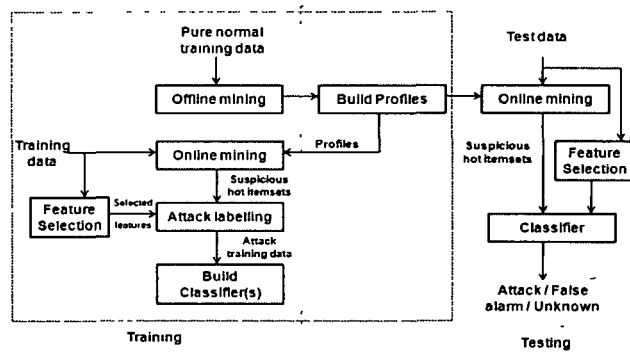 Pure normal
training data
Test data
Offline mining
Build Profiles
Online mining
Training
data
Profiles
Online mining
Suspicious
hot itemsets
Suspicious
hot itemsets
Feature
Selection
Feature
Selection
Selected
features
Attack labelling
Classifier
Attack
training data
Build
Classifier(s)
Attack / False
alarm / Unknown
Training
Testing